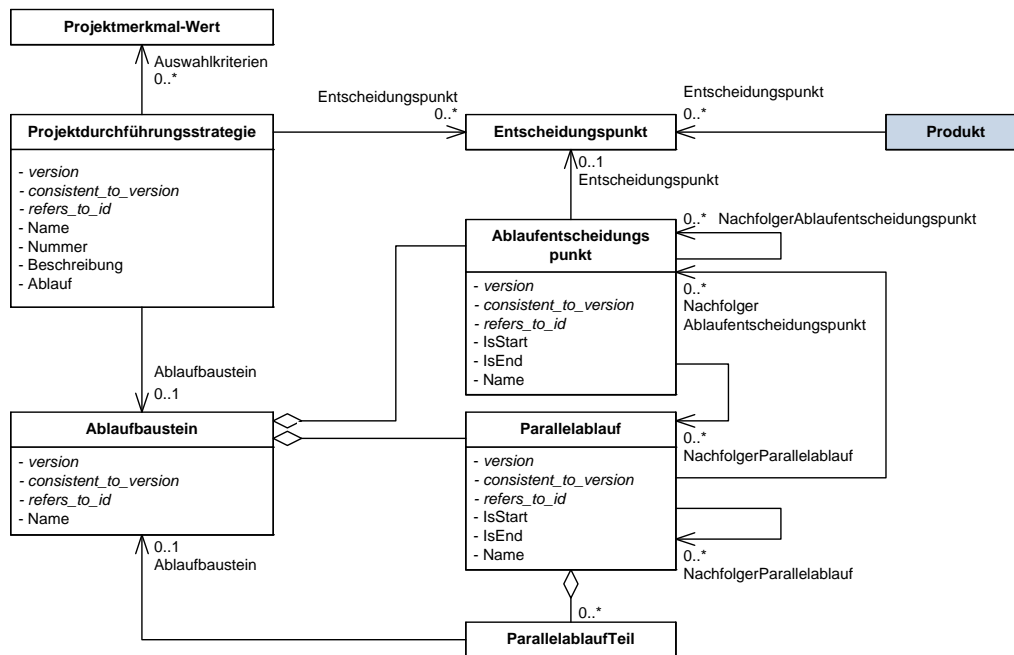 Projektmerkmal-Wert
Auswahlkriterien
0..*
Projektdurchführungsstrategie
- version
- consistent_to_version
- refers_to_id
- Name
- Nummer
- Beschreibung
- Ablauf
Entscheidungspunkt
0..*
Entscheidungspunkt
Entscheidungspunkt
0..*
Produkt
0..1
Entscheidungspunkt
Ablaufentscheidungs
punkt
- version
- consistent_to_version
- refers_to_id
- IsStart
- IsEnd
- Name
0..* NachfolgerAblaufentscheidungspunkt
0..*
Nachfolger
Ablaufentscheidungspunkt
Ablaufbaustein
0..1
Ablaufbaustein
- version
- consistent_to_version
- refers_to_id
- Name
Parallelablauf
- version
- consistent_to_version
- refers_to_id
- IsStart
- IsEnd
- Name
0..*
NachfolgerParallelablauf
0..*
NachfolgerParallelablauf
0..1
Ablaufbaustein
0..*
ParallelablaufTeil